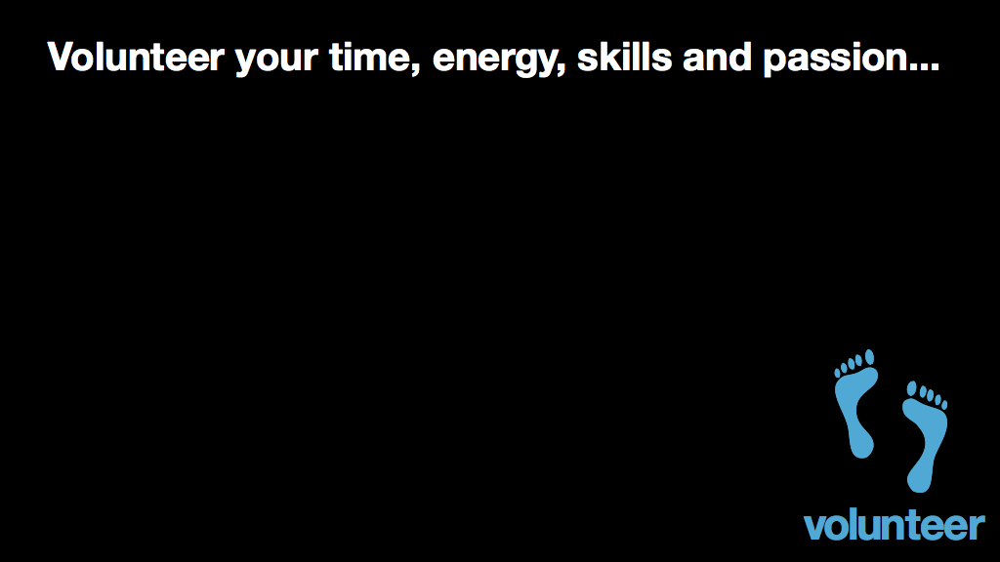 Volunteer your time, energy, skills and passion...
volunteer